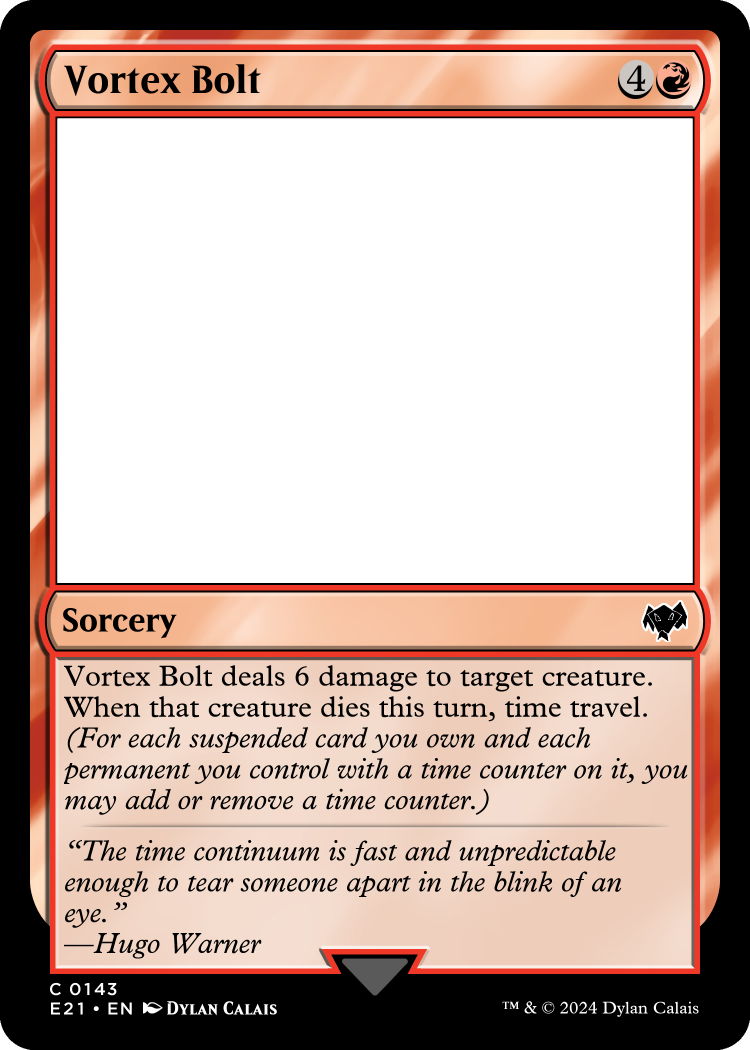 Vortex Bolt 4
Sorcery
Vortex Bolt deals 6 damage to target creature.
When that creature dies this turn, time travel.
(For each suspended card you own and each
permanent you control with a time counter on it, you
may add or remove a time counter.)
“The time continuum is fast and unpredictable
enough to tear someone apart in the blink of an
eye.”
—Hugo Warner
C 0143
E21 • EN Dylan Calais
™ & © 2024 Dylan Calais